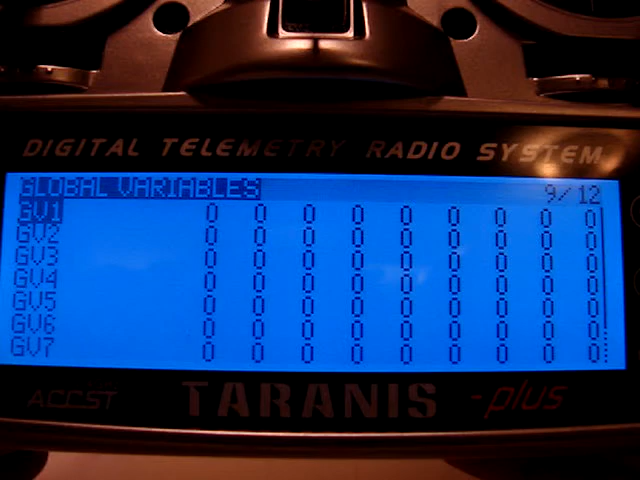 DIGITAL TELEMETRY RADIO SYSTEM
GLOBAL VARIABLES 9/12
GV1 0 0 0 0 0 0 0 0 0
GV2 0 0 0 0 0 0 0 0 0
GV3 0 0 0 0 0 0 0 0 0
GV4 0 0 0 0 0 0 0 0 0
GV5 0 0 0 0 0 0 0 0 0
GV6 0 0 0 0 0 0 0 0 0
GV7 0 0 0 0 0 0 0 0 0
ACCST TARANIS -plus